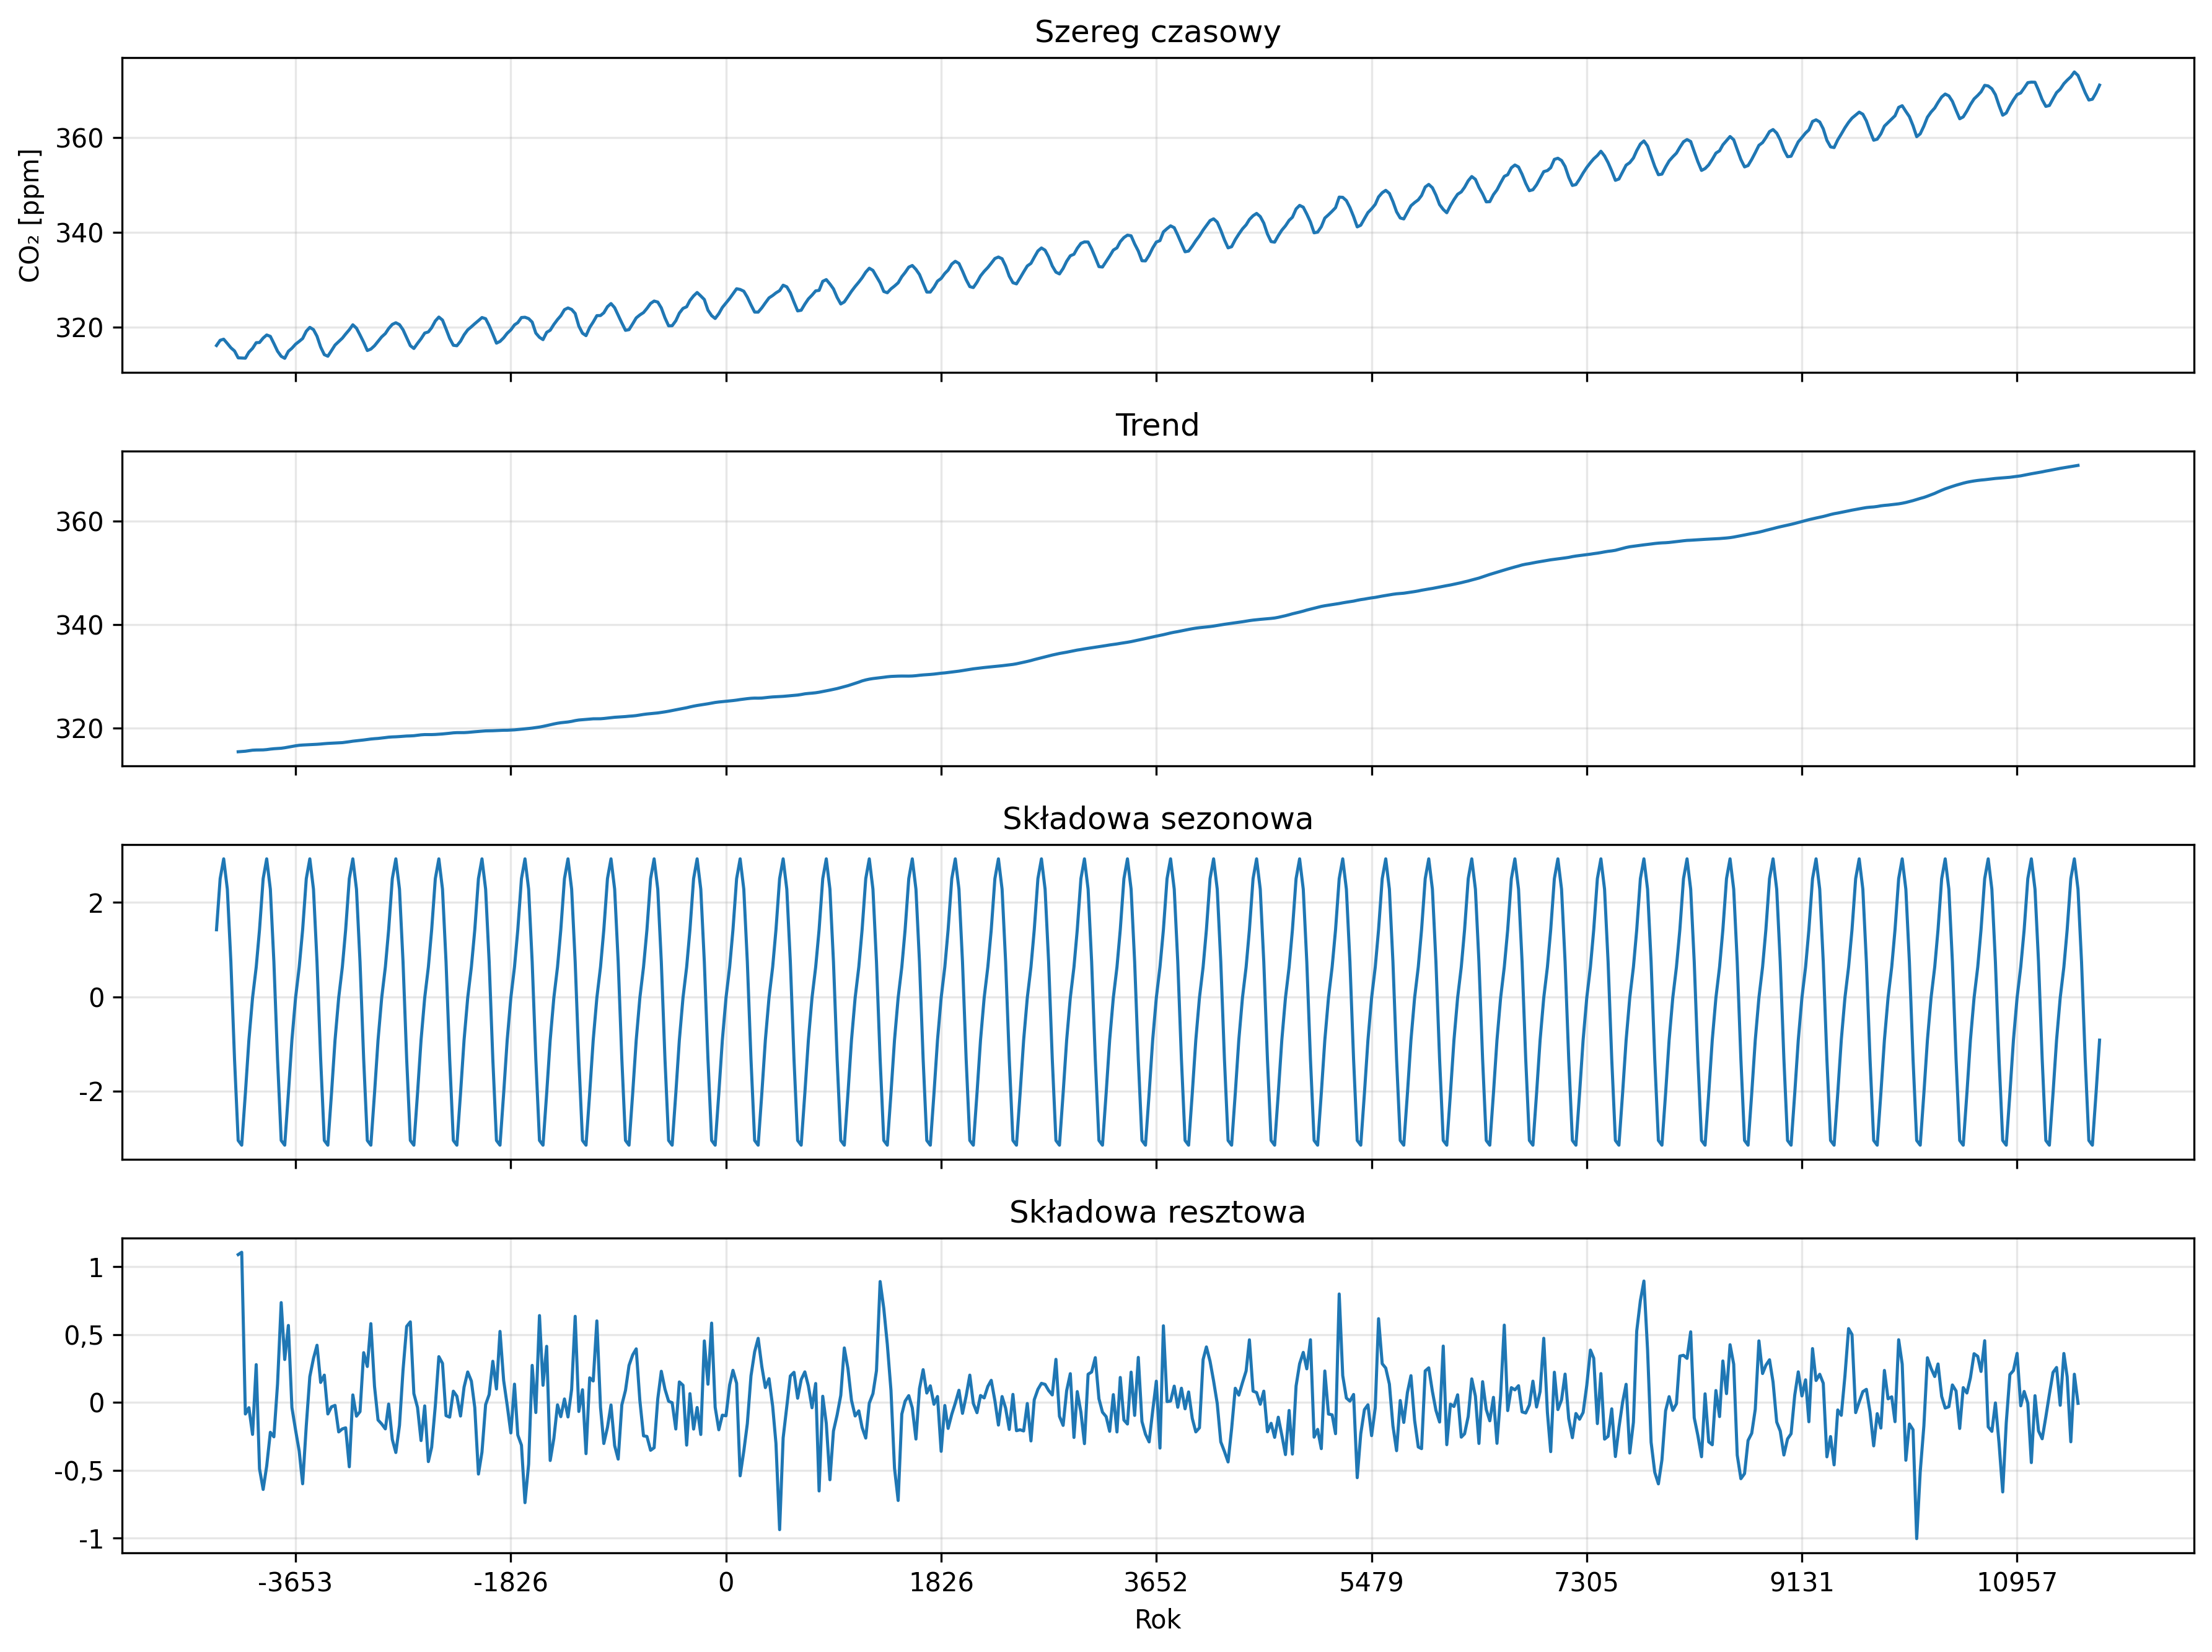 Szereg czasowy
CO₂ [ppm]
360
340
320
Trend
360
340
320
Składowa sezonowa
2
0
-2
Składowa resztowa
1
0,5
0
-0,5
-1
-3653 -1826 0 1826 3652 5479 7305 9131 10957
Rok